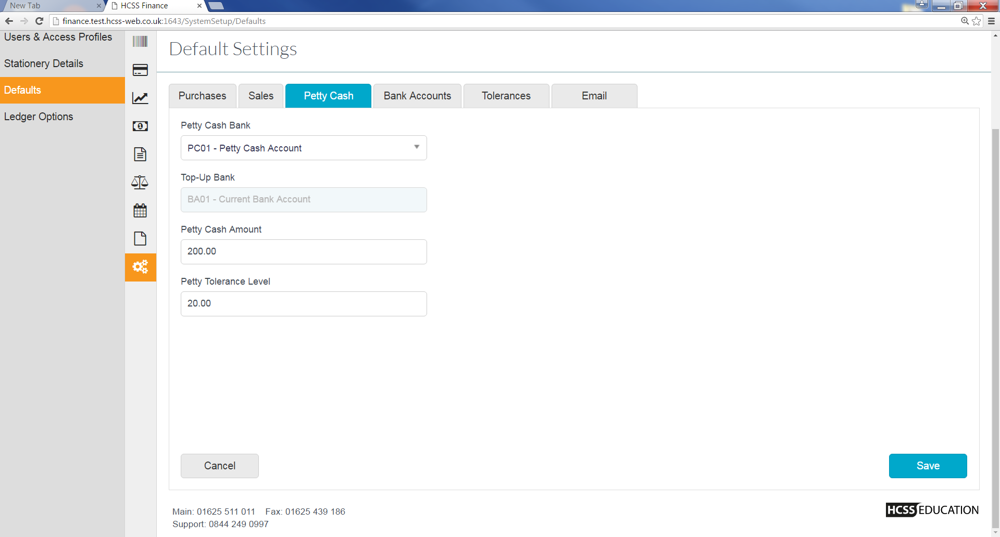 New Tab
HCSS Finance
finance.test.hcss-web.co.uk:1643/SystemSetup/Defaults
Users & Access Profiles
Stationery Details
Defaults
Ledger Options
Default Settings
Purchases
Sales
Petty Cash
Bank Accounts
Tolerances
Email
Petty Cash Bank
PC01 - Petty Cash Account
Top-Up Bank
BA01 - Current Bank Account
Petty Cash Amount
200.00
Petty Tolerance Level
20.00
Cancel
Save
Main: 01625 511 011 Fax: 01625 439 186
Support: 0844 249 0997
HCSS EDUCATION